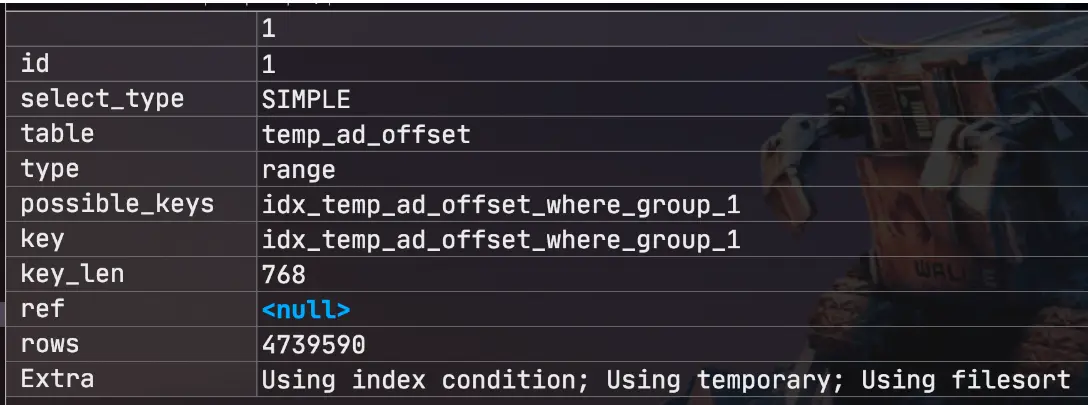 1
id 1
select_type SIMPLE
table temp_ad_offset
type range
possible_keys idx_temp_ad_offset_where_group_1
key idx_temp_ad_offset_where_group_1
key_len 768
ref <null>
rows 4739590
Extra Using index condition; Using temporary; Using filesort